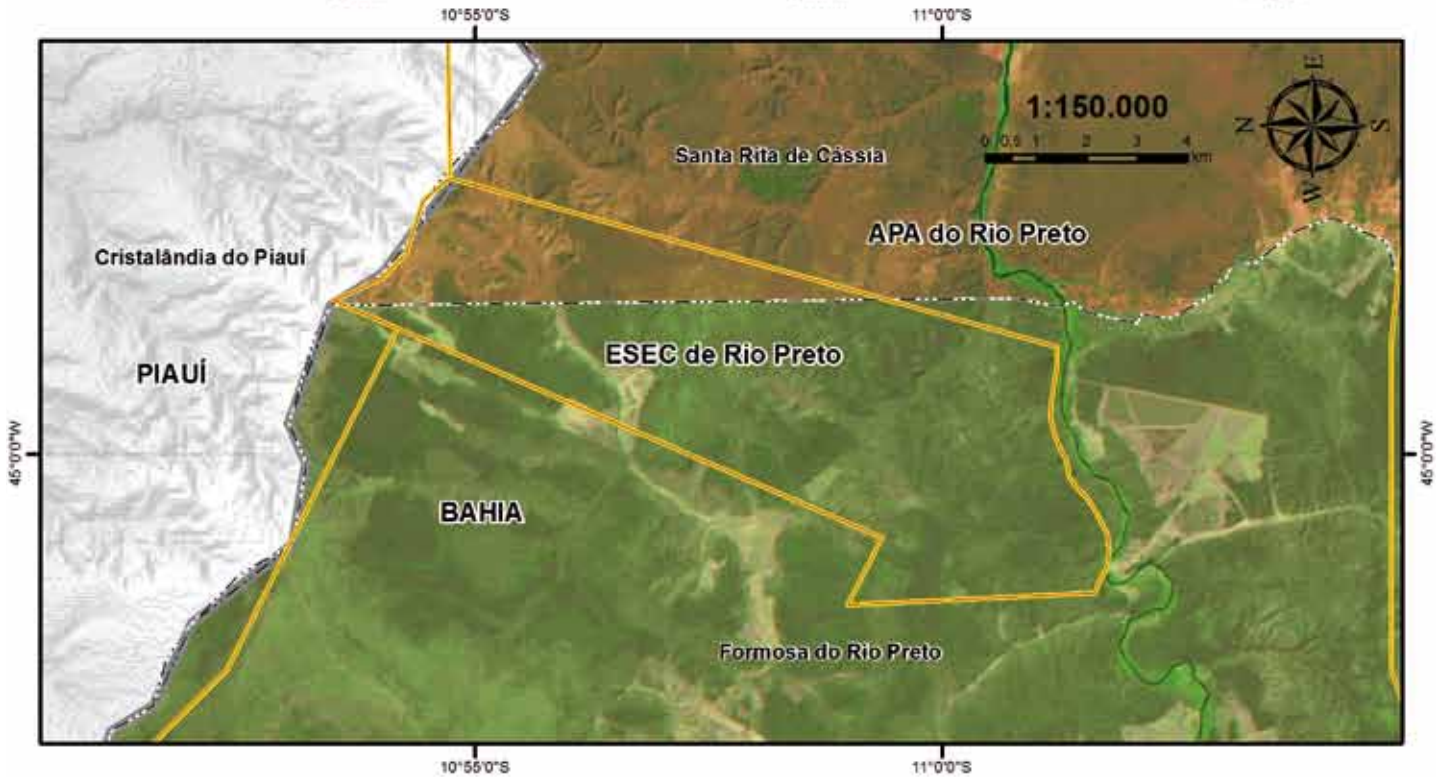 10°55'0"S
11°0'0"S
E
1:150.000
N
S
0 0,5 1 2 3 4
km
Santa Rita de Cássia
W
APA do Rio Preto
Cristalândia do Piauí
ESEC de Rio Preto
PIAUÍ
45°0'0"W
45°0'0"W
BAHIA
Formosa do Rio Preto
10°55'0"S
11°0'0"S